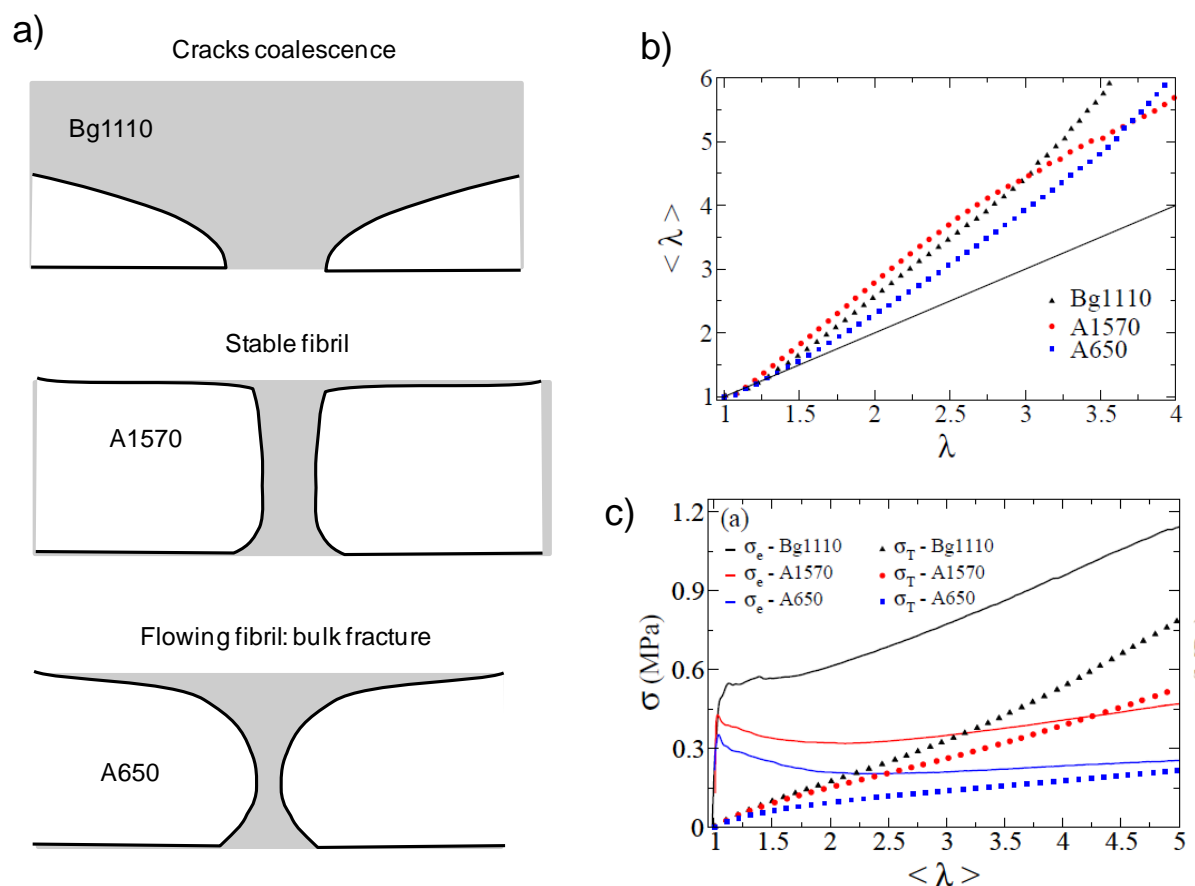 a)
Cracks coalescence
Bg1110
Stable fibril
A1570
Flowing fibril: bulk fracture
A650
b)
6
5
4
3
2
1
< λ >
Bg1110
A1570
A650
1 1.5 2 2.5 3 3.5 4
λ
c)
(a)
1.2
0.9
0.6
0.3
0
σ (MPa)
σe - Bg1110 σT - Bg1110
σe - A1570 σT - A1570
σe - A650 σT - A650
1 1.5 2 2.5 3 3.5 4 4.5 5
< λ >